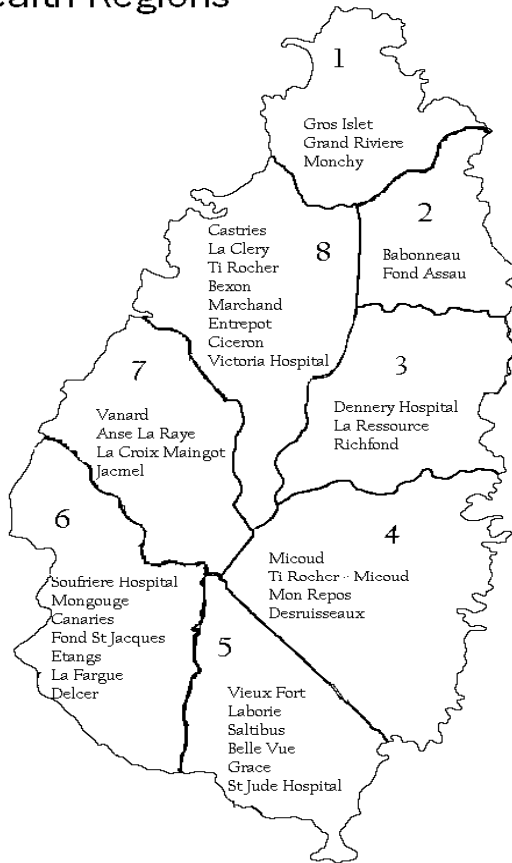 Regions
1
Gros Islet
Grand Riviere
Monchy
2
Babonneau
Fond Assau
8
Castries
La Clery
Ti Rocher
Bexon
Marchand
Entrepot
Ciceron
Victoria Hospital
3
Dennery Hospital
La Ressource
Richfond
7
Vanard
Anse La Raye
La Croix Maingot
Jacmel
4
Micoud
Ti Rocher - Micoud
Mon Repos
Desruisseaux
6
Soufriere Hospital
Mongouge
Canaries
Fond St Jacques
Etangs
La Fargue
Delcer
5
Vieux Fort
Laborie
Saltibus
Belle Vue
Grace
St Jude Hospital